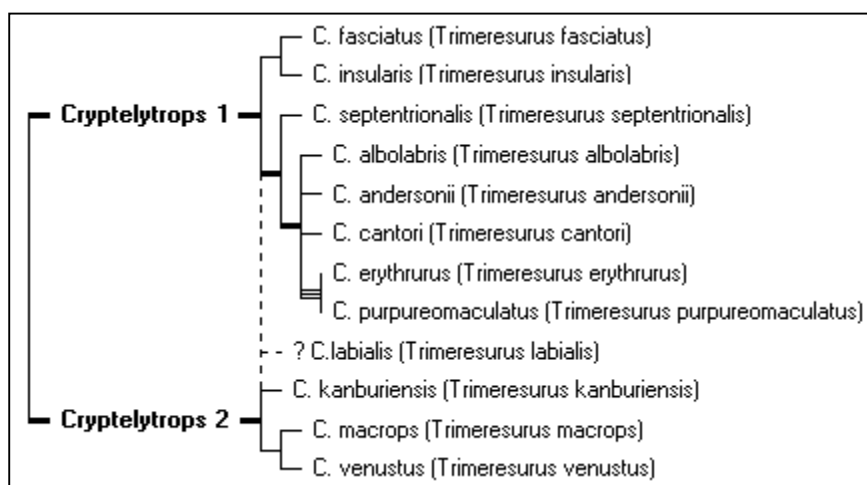 C. fasciatus (Trimeresurus fasciatus)
C. insularis (Trimeresurus insularis)
Cryptelytrops 1
C. septentrionalis (Trimeresurus septentrionalis)
C. albolabris (Trimeresurus albolabris)
C. andersonii (Trimeresurus andersonii)
C. cantori (Trimeresurus cantori)
C. erythrurus (Trimeresurus erythrurus)
C. purpureomaculatus (Trimeresurus purpureomaculatus)
? C.labialis (Trimeresurus labialis)
C. kanburiensis (Trimeresurus kanburiensis)
Cryptelytrops 2
C. macrops (Trimeresurus macrops)
C. venustus (Trimeresurus venustus)